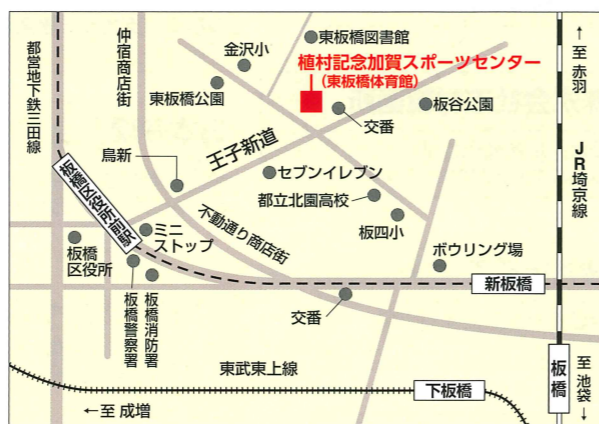 都営地下鉄三田線
仲宿商店街
金沢小
東板橋図書館
植村記念加賀スポーツセンター
(東板橋体育館)
東板橋公園
交番
板谷公園
↑至 赤羽
JR埼京線
王子新道
鳥新
セブンイレブン
都立北園高校
板四小
板橋区役所前駅
ミニ
ストップ
不動通り商店街
板橋
区役所
ボウリング場
新板橋
板橋警察署
板橋消防署
交番
東武東上線
下板橋
板橋
至 池袋↓
←至 成増